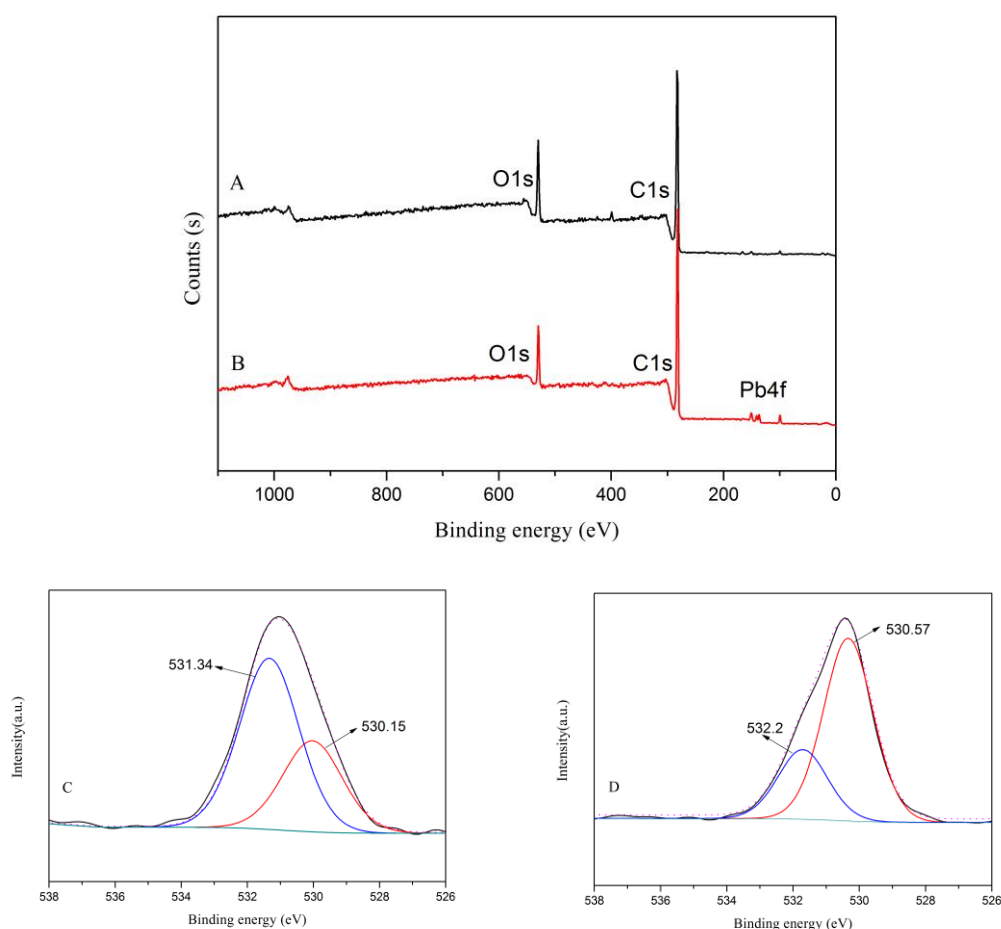 A
O1s
C1s
Counts (s)
B
O1s
C1s
Pb4f
1000 800 600 400 200 0
Binding energy (eV)
531.34
530.15
Intensity(a.u.)
C
538 536 534 532 530 528 526
Binding energy (eV)
530.57
532.2
Intensity(a.u.)
D
538 536 534 532 530 528 526
Binding energy (eV)